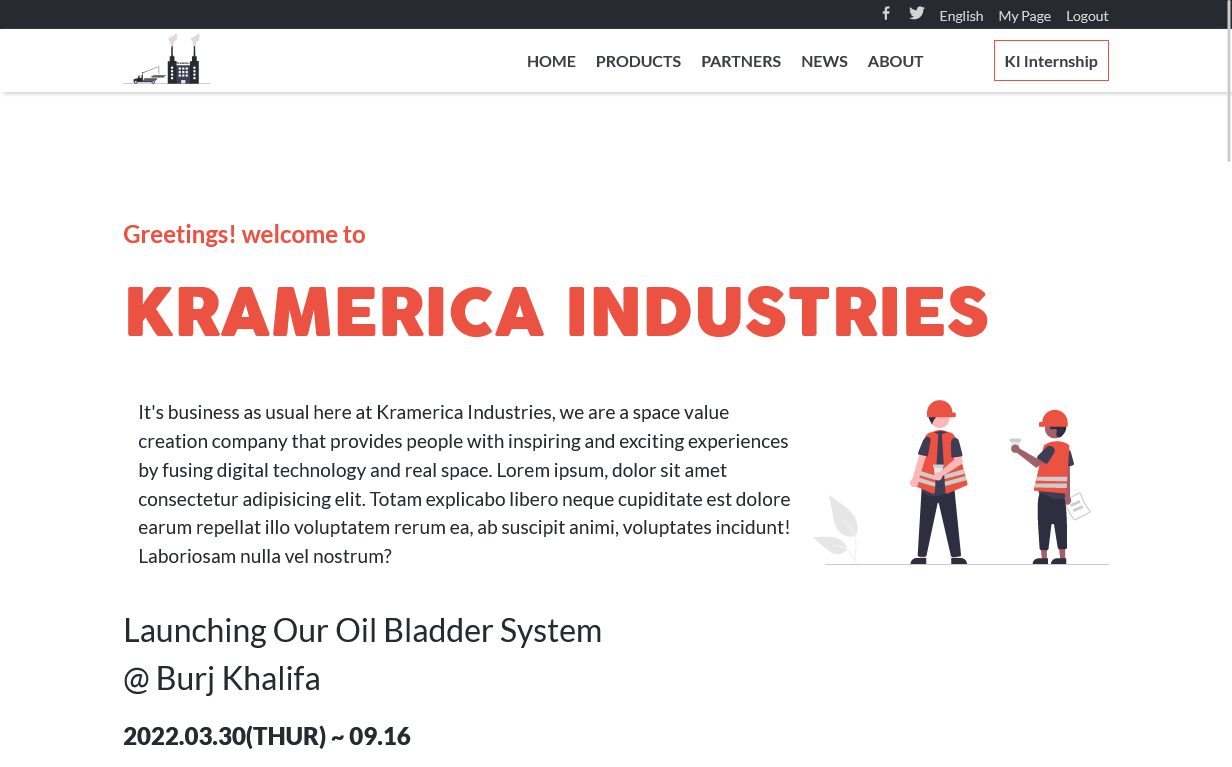 English My Page Logout
HOME PRODUCTS PARTNERS NEWS ABOUT KI Internship
Greetings! welcome to
KRAMERICA INDUSTRIES
It's business as usual here at Kramerica Industries, we are a space value
creation company that provides people with inspiring and exciting experiences
by fusing digital technology and real space. Lorem ipsum, dolor sit amet
consectetur adipisicing elit. Totam explicabo libero neque cupiditate est dolore
earum repellat illo voluptatem rerum ea, ab suscipit animi, voluptates incidunt!
Laboriosam nulla vel nostrum?
Launching Our Oil Bladder System
@ Burj Khalifa
2022.03.30(THUR) ~ 09.16